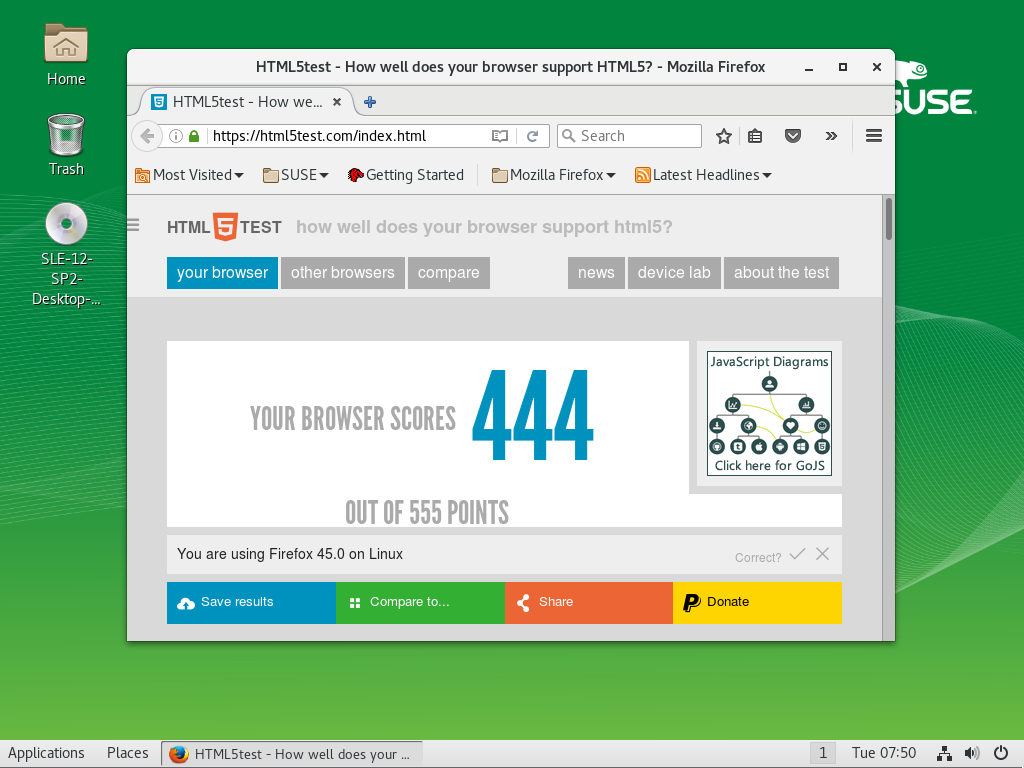 Home
Trash
SLE-12-
SP2-
Desktop-...
SUSE
HTML5test - How well does your browser support HTML5? - Mozilla Firefox
HTML5test - How we...
https://html5test.com/index.html
Search
Most Visited
SUSE
Getting Started
Mozilla Firefox
Latest Headlines
HTML5TEST how well does your browser support html5?
your browser
other browsers
compare
news
device lab
about the test
YOUR BROWSER SCORES 444
OUT OF 555 POINTS
JavaScript Diagrams
Click here for GoJS
You are using Firefox 45.0 on Linux
Correct?
Save results
Compare to...
Share
Donate
Applications
Places
HTML5test - How well does your ...
1
Tue 07:50